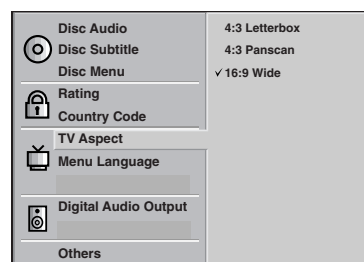 Disc Audio
Disc Subtitle
Disc Menu
Rating
Country Code
TV Aspect
Menu Language
Digital Audio Output
Others
4:3 Letterbox
4:3 Panscan
✓ 16:9 Wide